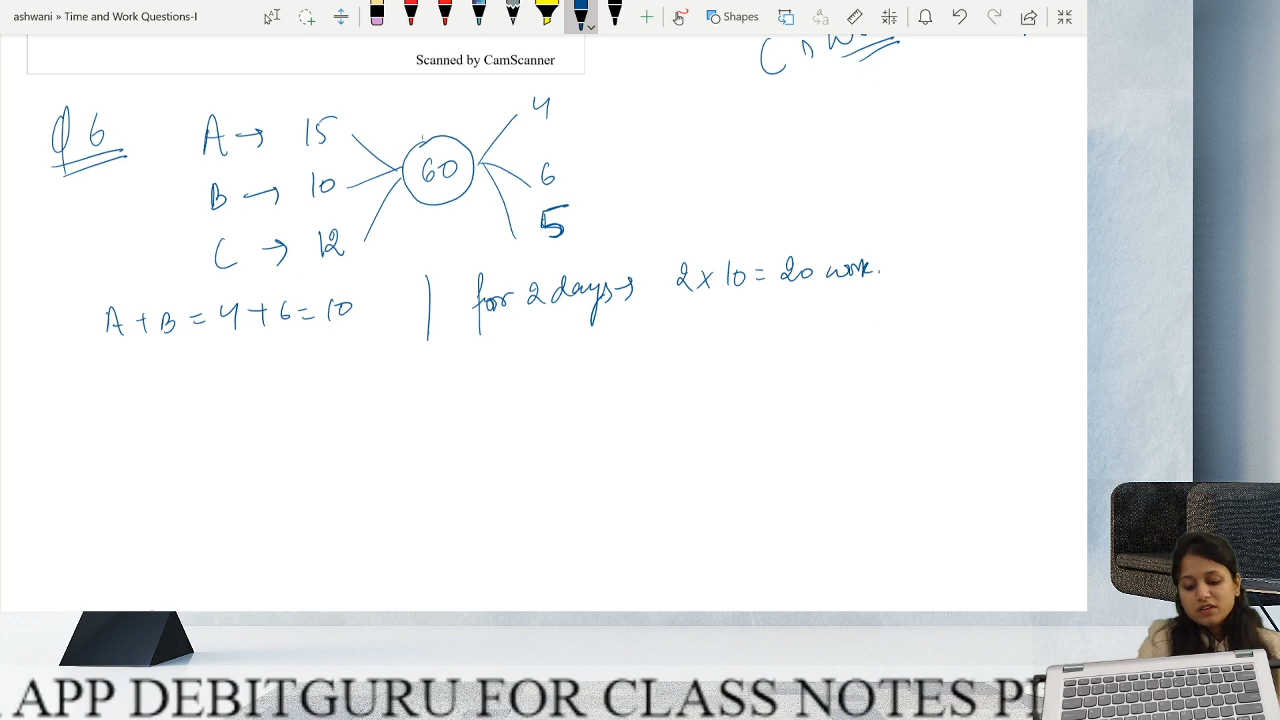 ashwani » Time and Work Questions-I
Shapes
Scanned by CamScanner
Q 6
A → 15
B → 10
C → 12
60
4
6
5
A + B = 4 + 6 = 10
for 2 days → 2 x 10 = 20 work.
APP DEBITGURU FOR CLASS NOTES P